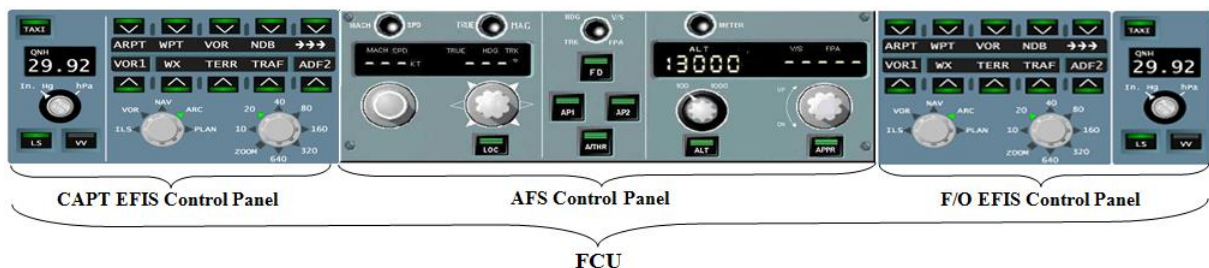 TAXI
QNH
29.92
In. Hg hPa
LS VV
ARPT WPT VOR NDB →→→
VOR1 WX TERR TRAF ADF2
ILS VOR NAV ARC PLAN
ZOOM 10 20 40 80 160 320 640
MACH SPD TRUE MAG
MACH SPD TRUE HDG TRK
--- KT --- °
LOC
HDG V/S
TRK FPA
FD
AP1 AP2
A/THR
METER
ALT V/S FPA
13000 -----
100 1000
UP
DN
ALT APPR
ARPT WPT VOR NDB →→→
VOR1 WX TERR TRAF ADF2
ILS VOR NAV ARC PLAN
ZOOM 10 20 40 80 160 320 640
TAXI
QNH
29.92
In. Hg hPa
LS VV
CAPT EFIS Control Panel AFS Control Panel F/O EFIS Control Panel
FCU